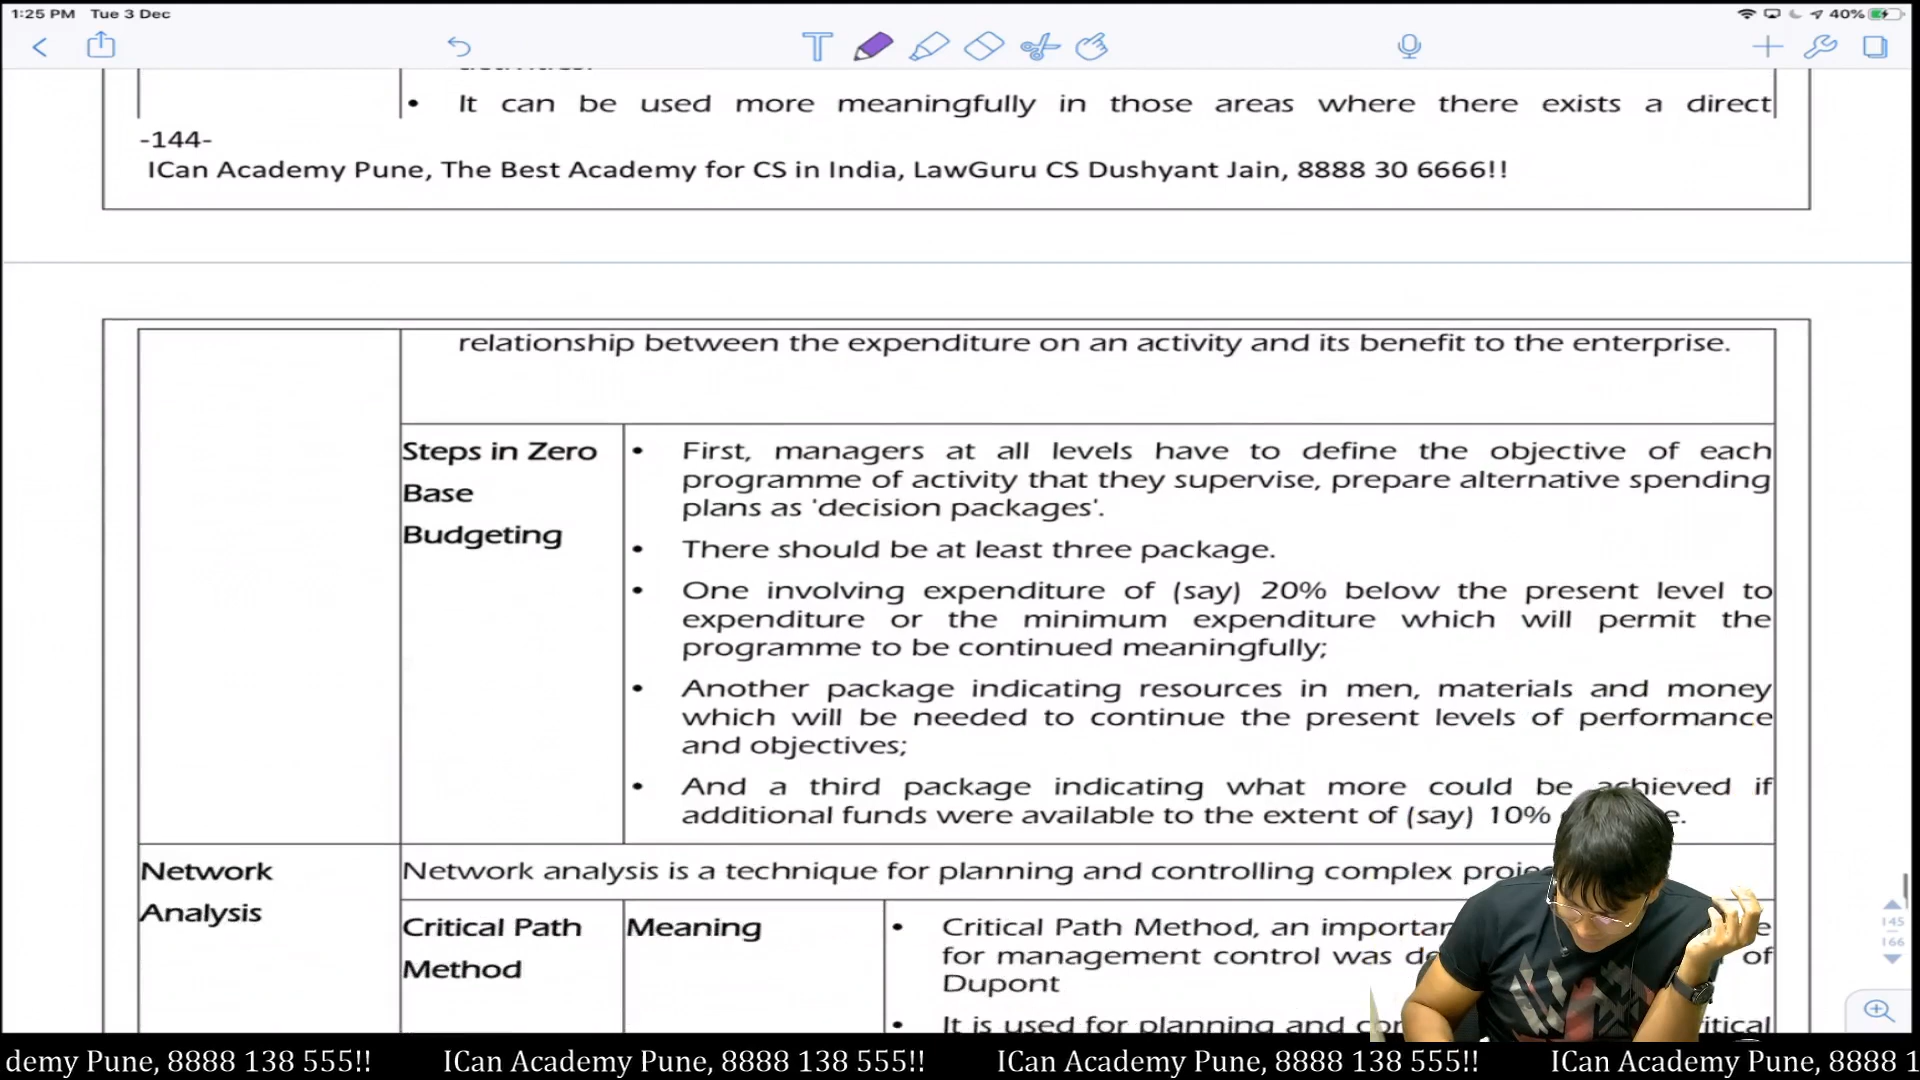 1:25 PM Tue 3 Dec
40%
It can be used more meaningfully in those areas where there exists a direct
-144-
ICan Academy Pune, The Best Academy for CS in India, LawGuru CS Dushyant Jain, 8888 30 6666!!
relationship between the expenditure on an activity and its benefit to the enterprise.
Steps in Zero
Base
Budgeting
• First, managers at all levels have to define the objective of each
programme of activity that they supervise, prepare alternative spending
plans as 'decision packages'.
• There should be at least three package.
• One involving expenditure of (say) 20% below the present level to
expenditure or the minimum expenditure which will permit the
programme to be continued meaningfully;
• Another package indicating resources in men, materials and money
which will be needed to continue the present levels of performance
and objectives;
• And a third package indicating what more could be achieved if
additional funds were available to the extent of (say) 10%
Network
Analysis
Network analysis is a technique for planning and controlling complex
Critical Path
Method
Meaning
• Critical Path Method, an
for management control was of
Dupont
• It is used for planning and
145
166
demy Pune, 8888 138 555!! ICan Academy Pune, 8888 138 555!! ICan Academy Pune, 8888 138 555!! ICan Academy Pune, 8888 1